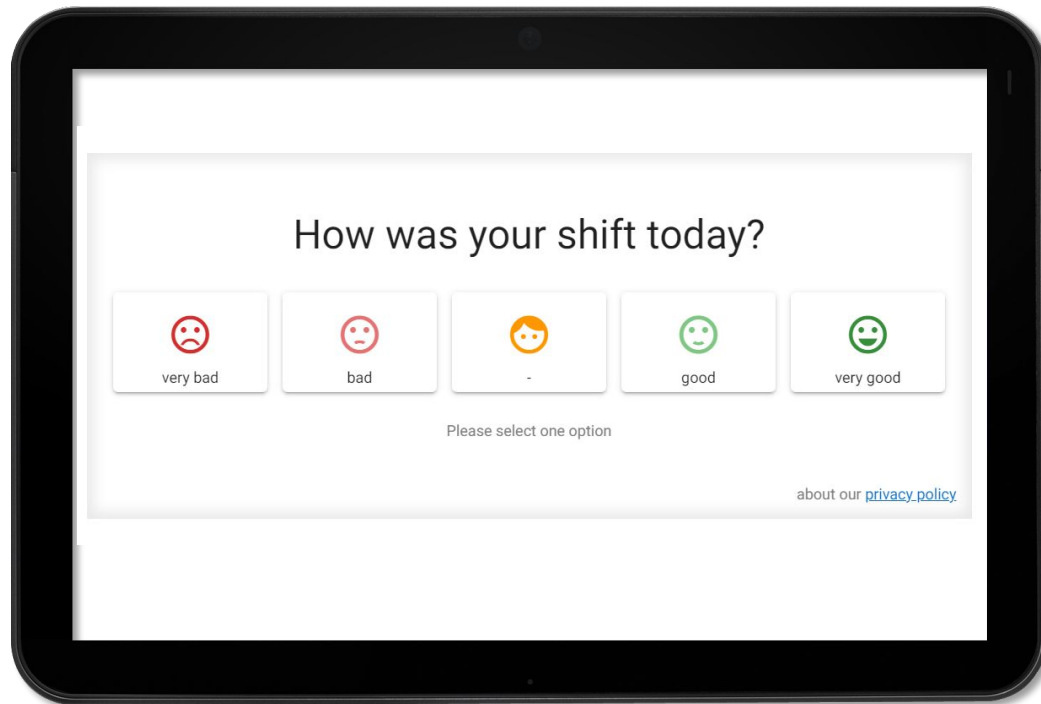 How was your shift today?
very bad bad - good very good
Please select one option
about our privacy policy